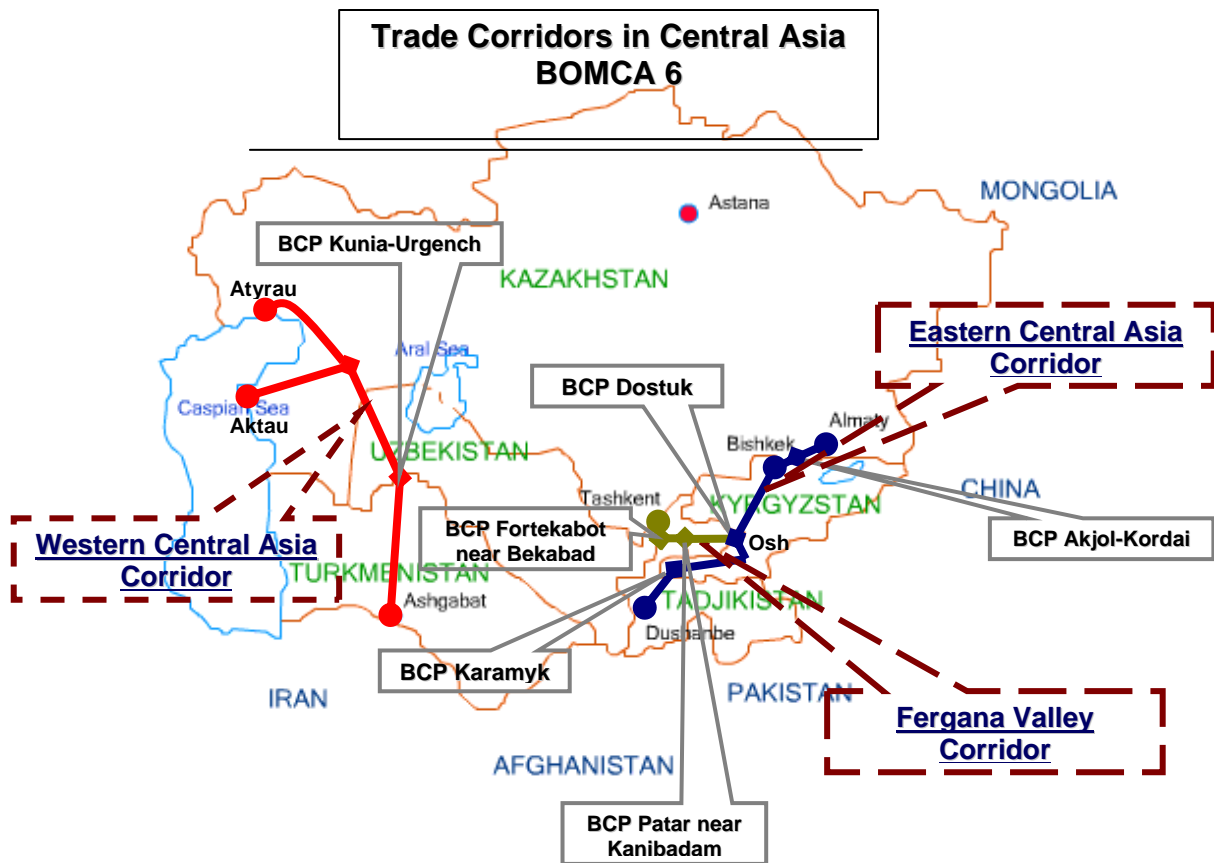 Trade Corridors in Central Asia
BOMCA 6
MONGOLIA
Astana
BCP Kunia-Urgench
KAZAKHSTAN
Atyrau
Eastern Central Asia
Corridor
Aral Sea
BCP Dostuk
Caspian Sea
Aktau
Almaty
Bishkek
UZBEKISTAN
CHINA
Tashkent
KYRGYZSTAN
BCP Fortekabot
near Bekabad
Osh
BCP Akjol-Kordai
Western Central Asia
Corridor
TURKMENISTAN
Ashgabat
TADJIKISTAN
Dushanbe
BCP Karamyk
IRAN
PAKISTAN
Fergana Valley
Corridor
AFGHANISTAN
BCP Patar near
Kanibadam